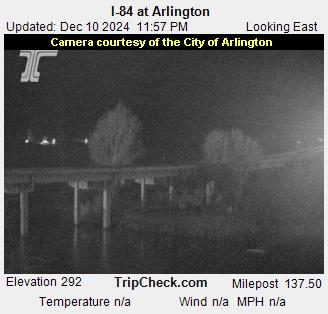 I-84 at Arlington
Updated: Dec 10 2024 11:57 PM Looking East
Camera courtesy of the City of Arlington
Elevation 292 TripCheck.com Milepost 137.50
Temperature n/a Wind n/a MPH n/a